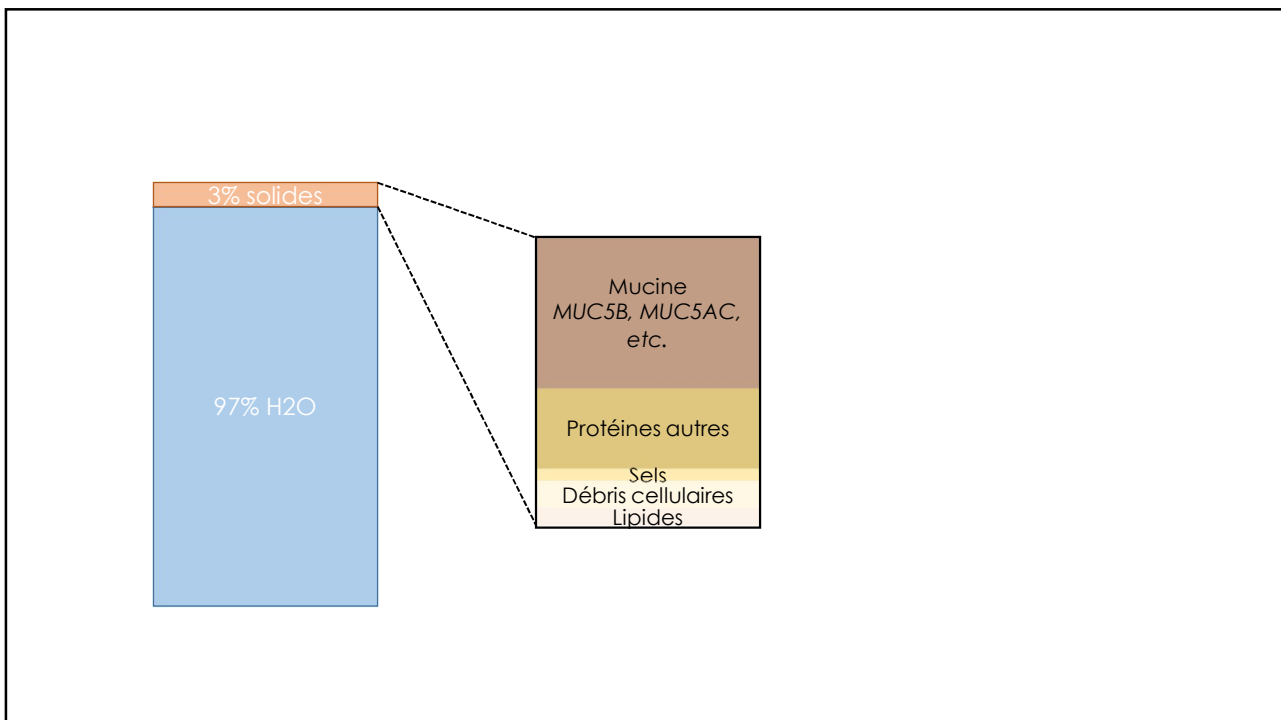 3% solides
97% H2O
Mucine
MUC5B, MUC5AC,
etc.
Protéines autres
Sels
Débris cellulaires
Lipides